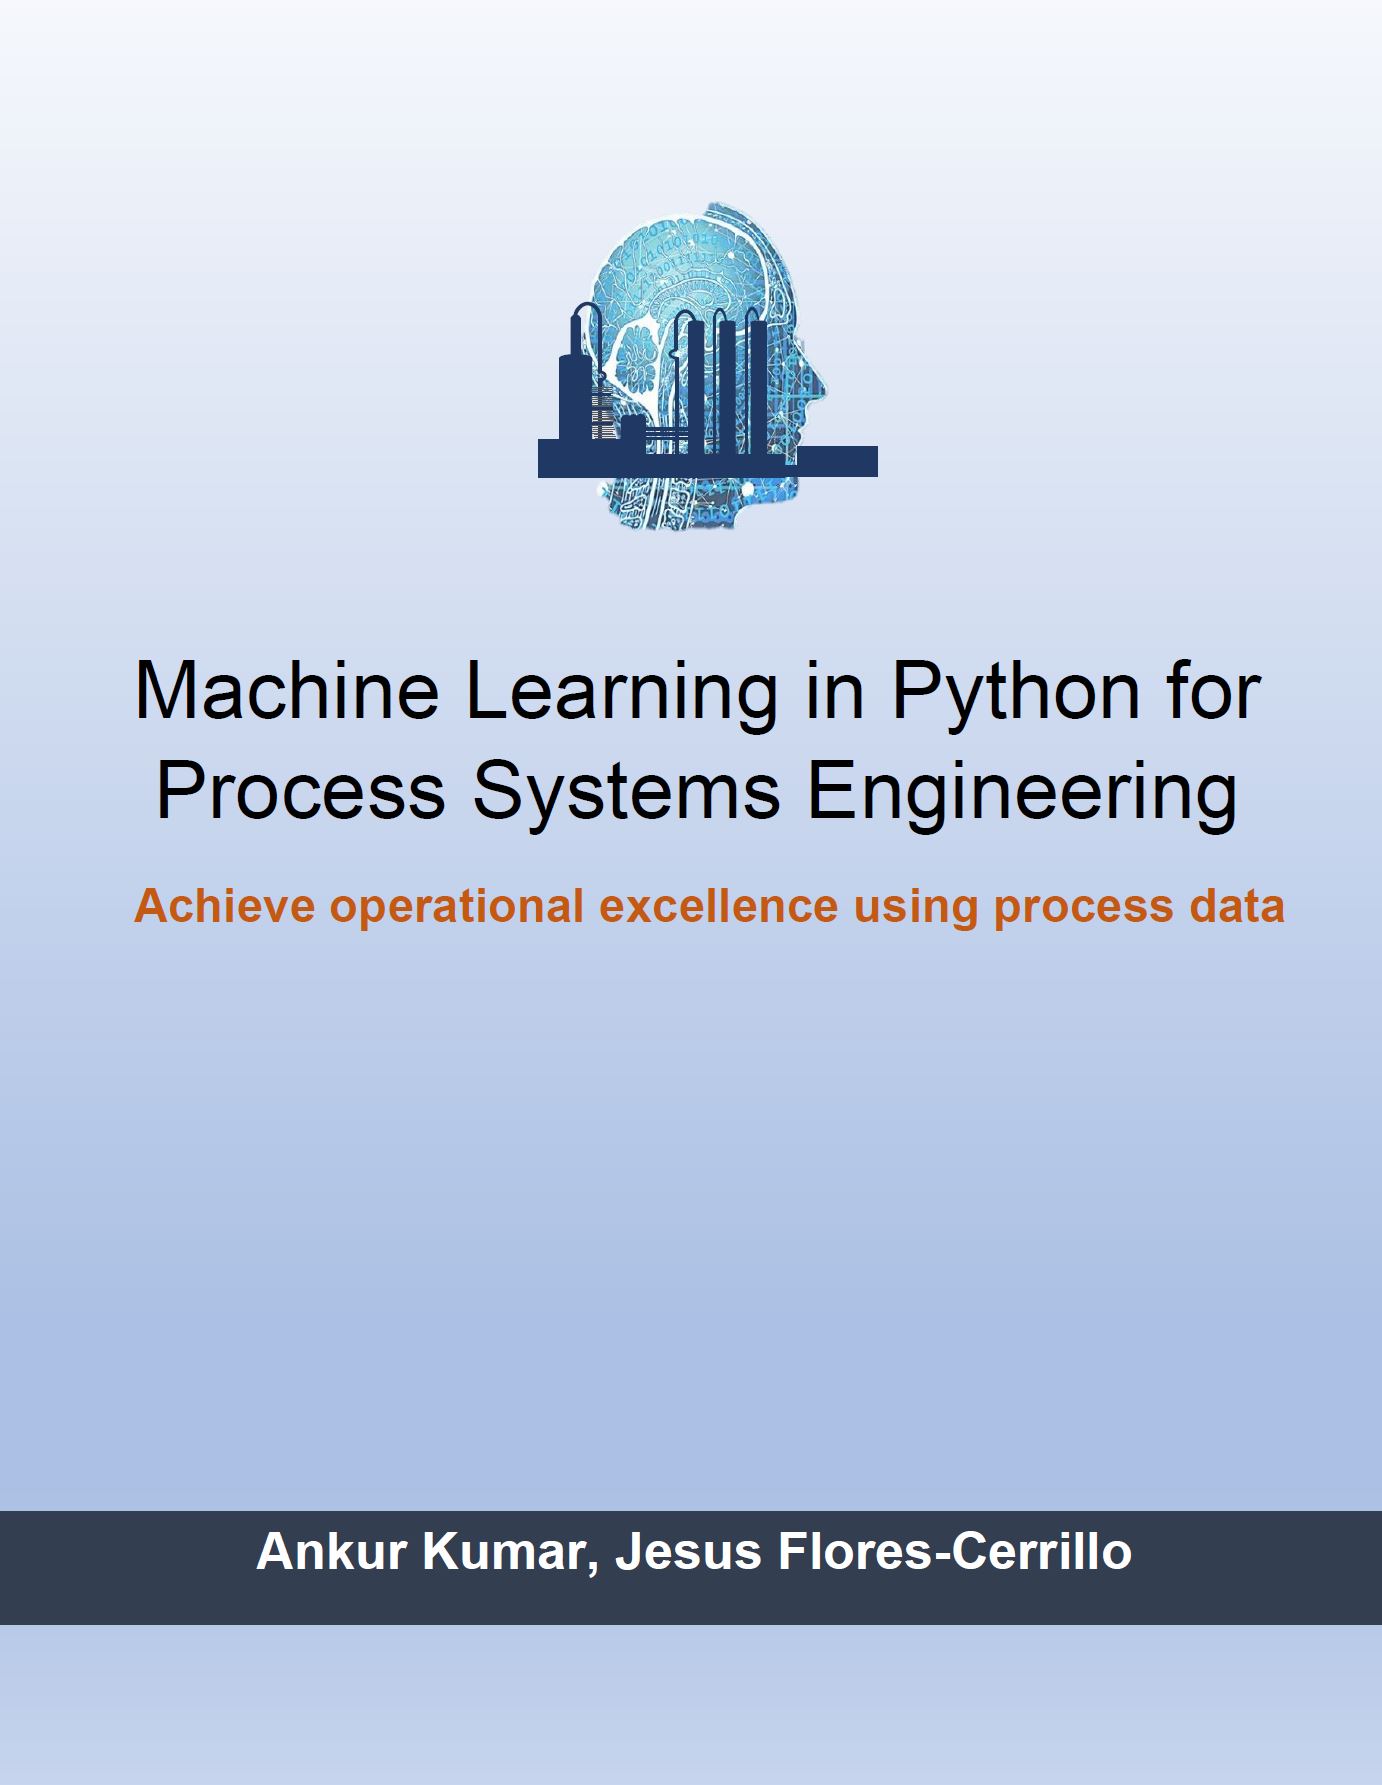 Machine Learning in Python for
Process Systems Engineering
Achieve operational excellence using process data
Ankur Kumar, Jesus Flores-Cerrillo